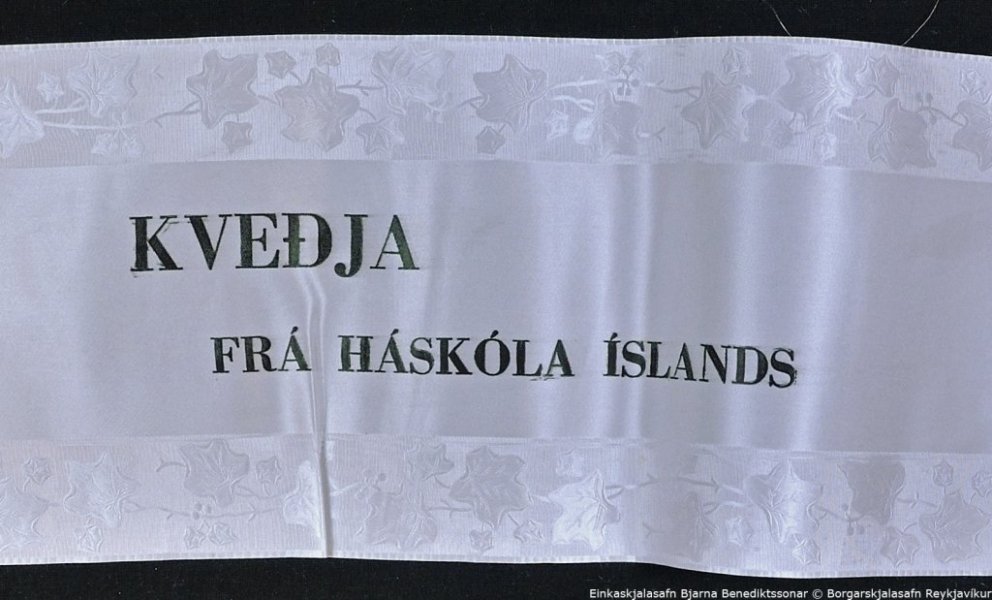 KVEÐJA
FRÁ HÁSKÓLA ÍSLANDS
Einkaskjalasafn Bjarna Benediktssonar © Borgarskjalasafn Reykjavíkur